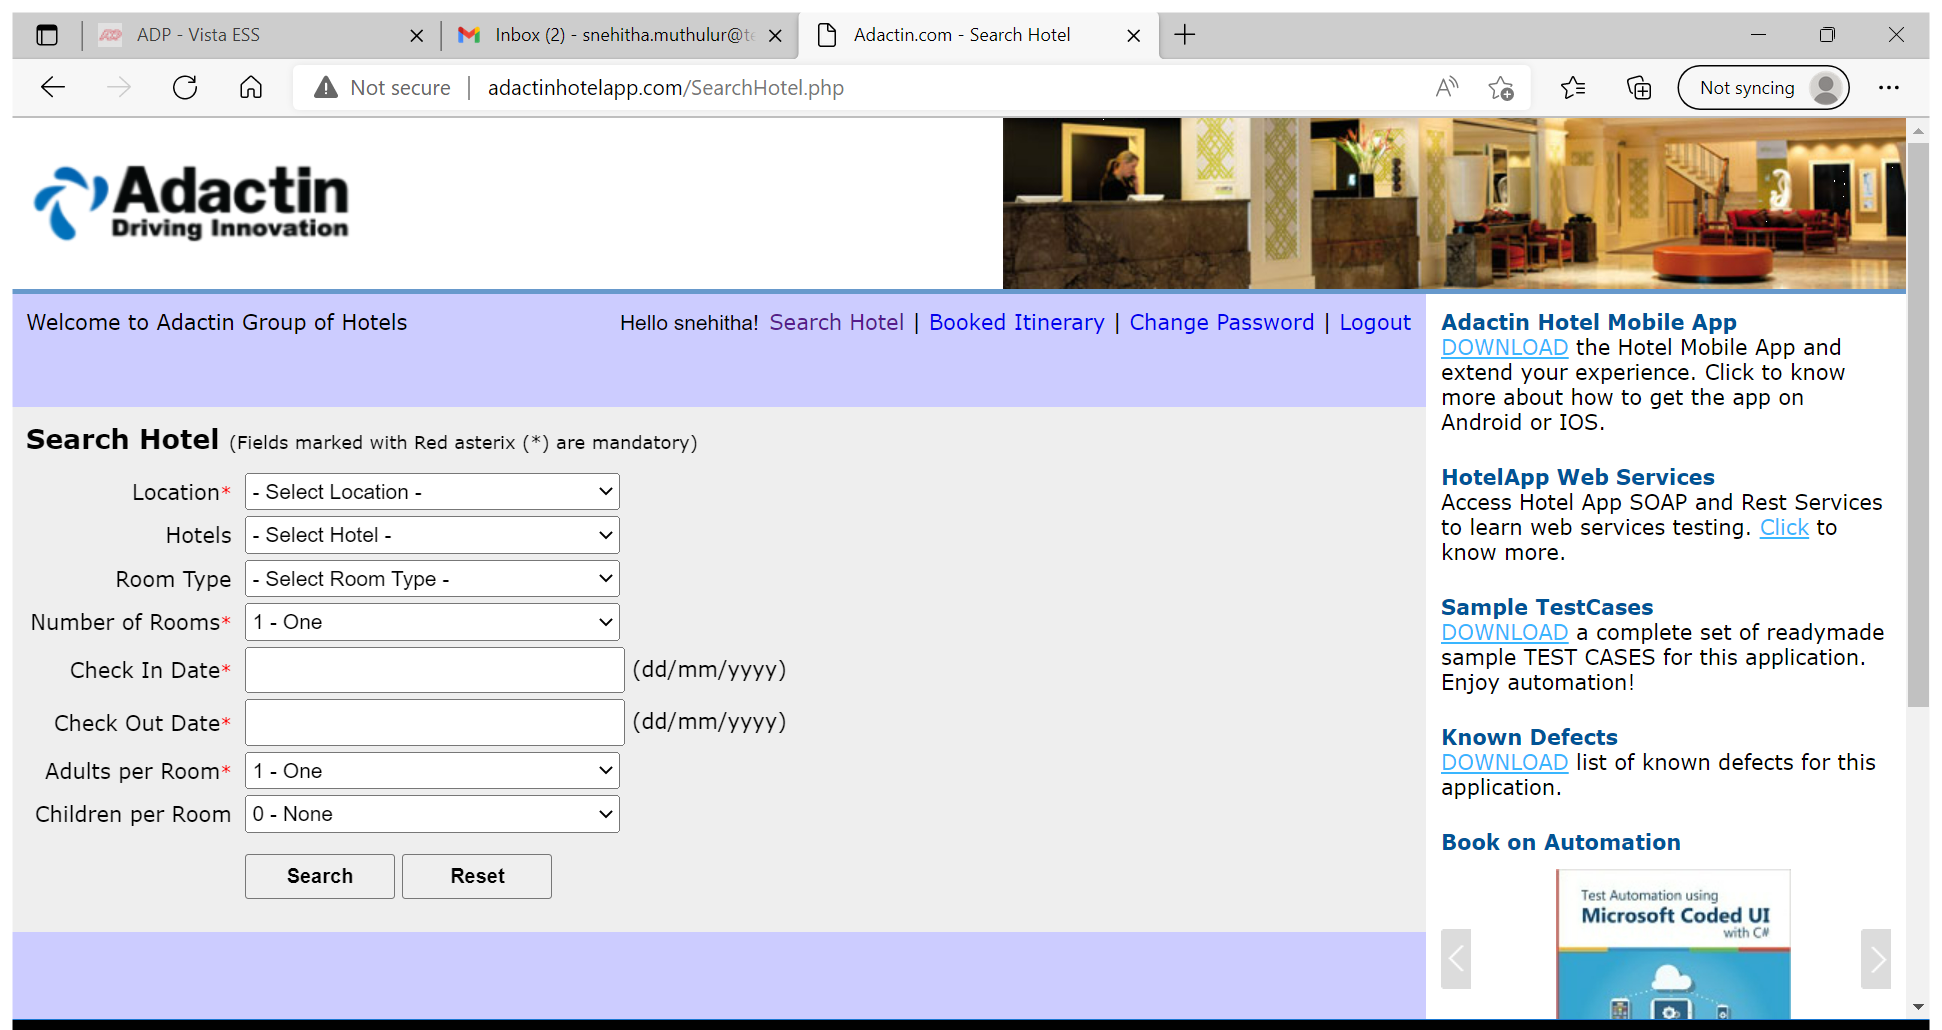 ADP - Vista ESS
Inbox (2) - snehitha.muthulur@te
Adactin.com - Search Hotel
Not secure
adactinhotelapp.com/SearchHotel.php
Not syncing
Adactin
Driving Innovation
Welcome to Adactin Group of Hotels
Hello snehitha! Search Hotel | Booked Itinerary | Change Password | Logout
Search Hotel (Fields marked with Red asterix (*) are mandatory)
Location* - Select Location -
Hotels - Select Hotel -
Room Type - Select Room Type -
Number of Rooms* 1 - One
Check In Date* (dd/mm/yyyy)
Check Out Date* (dd/mm/yyyy)
Adults per Room* 1 - One
Children per Room 0 - None
Search Reset
Adactin Hotel Mobile App
DOWNLOAD the Hotel Mobile App and
extend your experience. Click to know
more about how to get the app on
Android or IOS.
HotelApp Web Services
Access Hotel App SOAP and Rest Services
to learn web services testing. Click to
know more.
Sample TestCases
DOWNLOAD a complete set of readymade
sample TEST CASES for this application.
Enjoy automation!
Known Defects
DOWNLOAD list of known defects for this
application.
Book on Automation
Test Automation using
Microsoft Coded UI
with C#